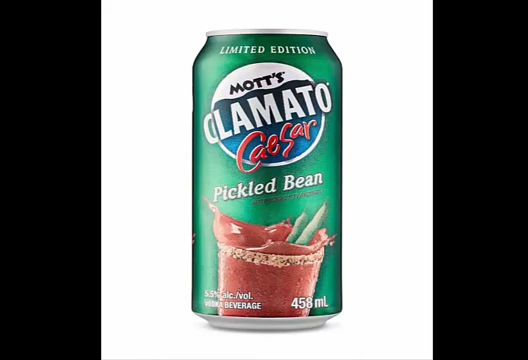 LIMITED EDITION
MOTT'S
CLAMATO
Caesar
Pickled Bean
5.5% alc./vol.
VODKA BEVERAGE
458 mL